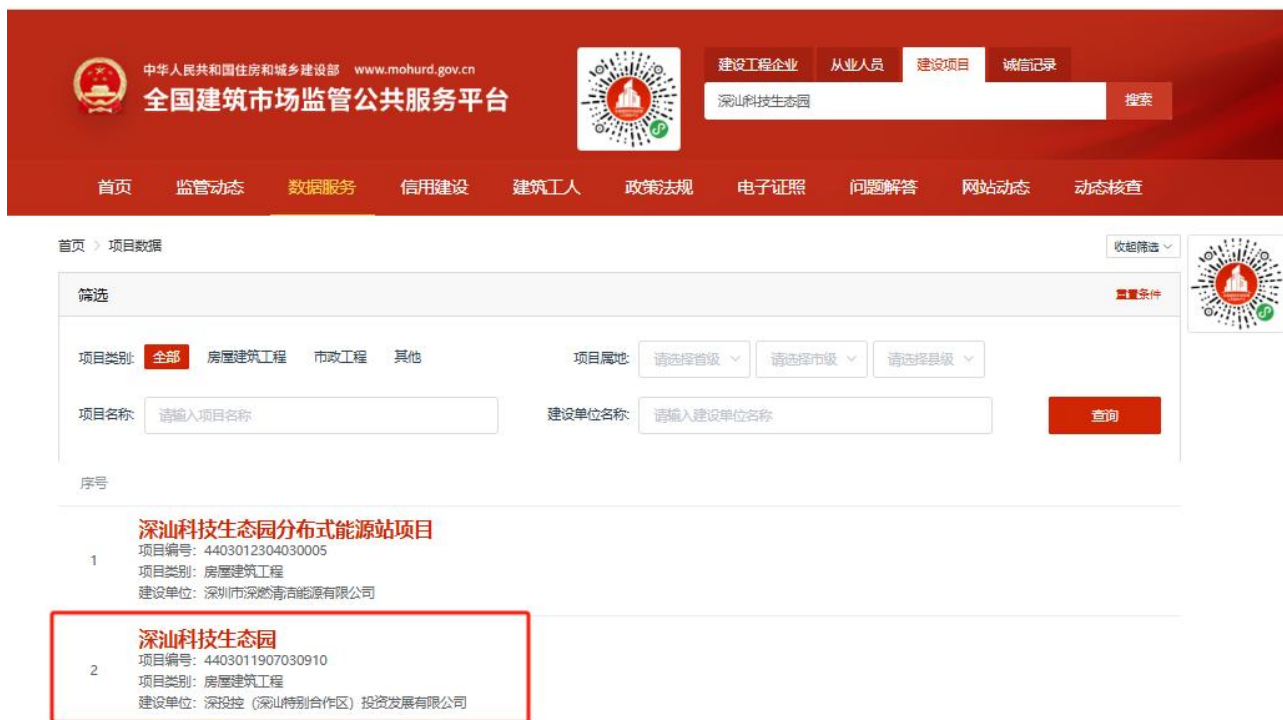 中华人民共和国住房和城乡建设部 www.mohurd.gov.cn
全国建筑市场监管公共服务平台
建设工程企业 从业人员 建设项目 诚信记录
深汕科技生态园 搜索
首页 监管动态 数据服务 信用建设 建筑工人 政策法规 电子证照 问题解答 网站动态 动态核查
首页 > 项目数据 收起筛选
筛选 重置条件
项目类别: 全部 房屋建筑工程 市政工程 其他 项目属地: 请选择省级 请选择市级 请选择县级
项目名称: 请输入项目名称 建设单位名称: 请输入建设单位名称 查询
序号
深汕科技生态园分布式能源站项目
1 项目编号: 4403012304030005
项目类别: 房屋建筑工程
建设单位: 深圳市深燃清洁能源有限公司
深汕科技生态园
2 项目编号: 4403011907030910
项目类别: 房屋建筑工程
建设单位: 深投控（深汕特别合作区）投资发展有限公司